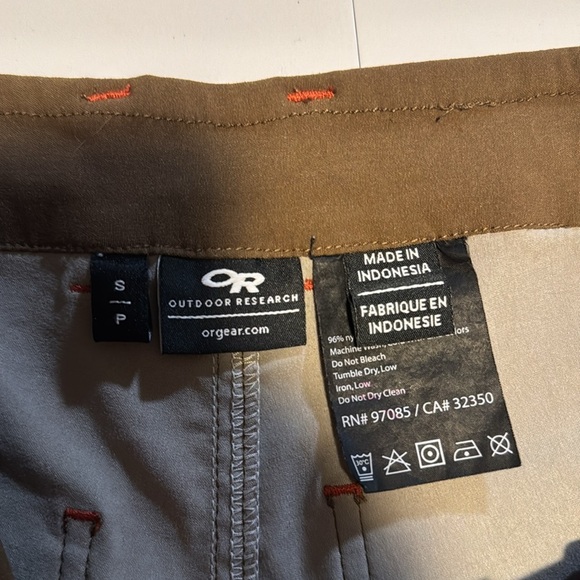 S
P
OR
OUTDOOR RESEARCH
orgear.com
MADE IN
INDONESIA
FABRIQUE EN
INDONESIE
96%
Machine Wash,
Do Not Bleach
Tumble Dry, Low
Iron, Low
Do Not Dry Clean
RN# 97085 / CA# 32350
30°C